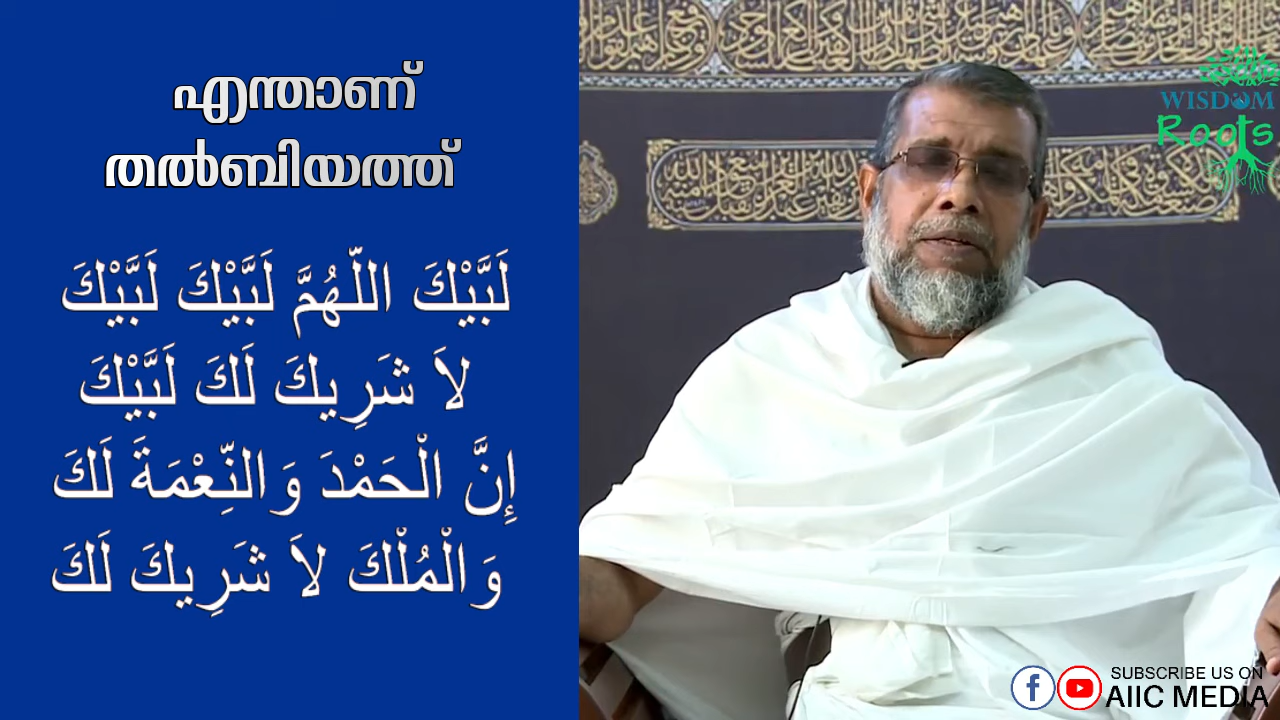 എന്താണ്
തൽബിയത്ത്
لَبَّيْكَ اللّهُمَّ لَبَّيْكَ لَبَّيْكَ
لاَ شَرِيكَ لَكَ لَبَّيْكَ
إِنَّ الْحَمْدَ وَالنِّعْمَةَ لَكَ
وَالْمُلْكَ لاَ شَرِيكَ لَكَ
WISDOM
Roots
SUBSCRIBE US ON
AIIC MEDIA